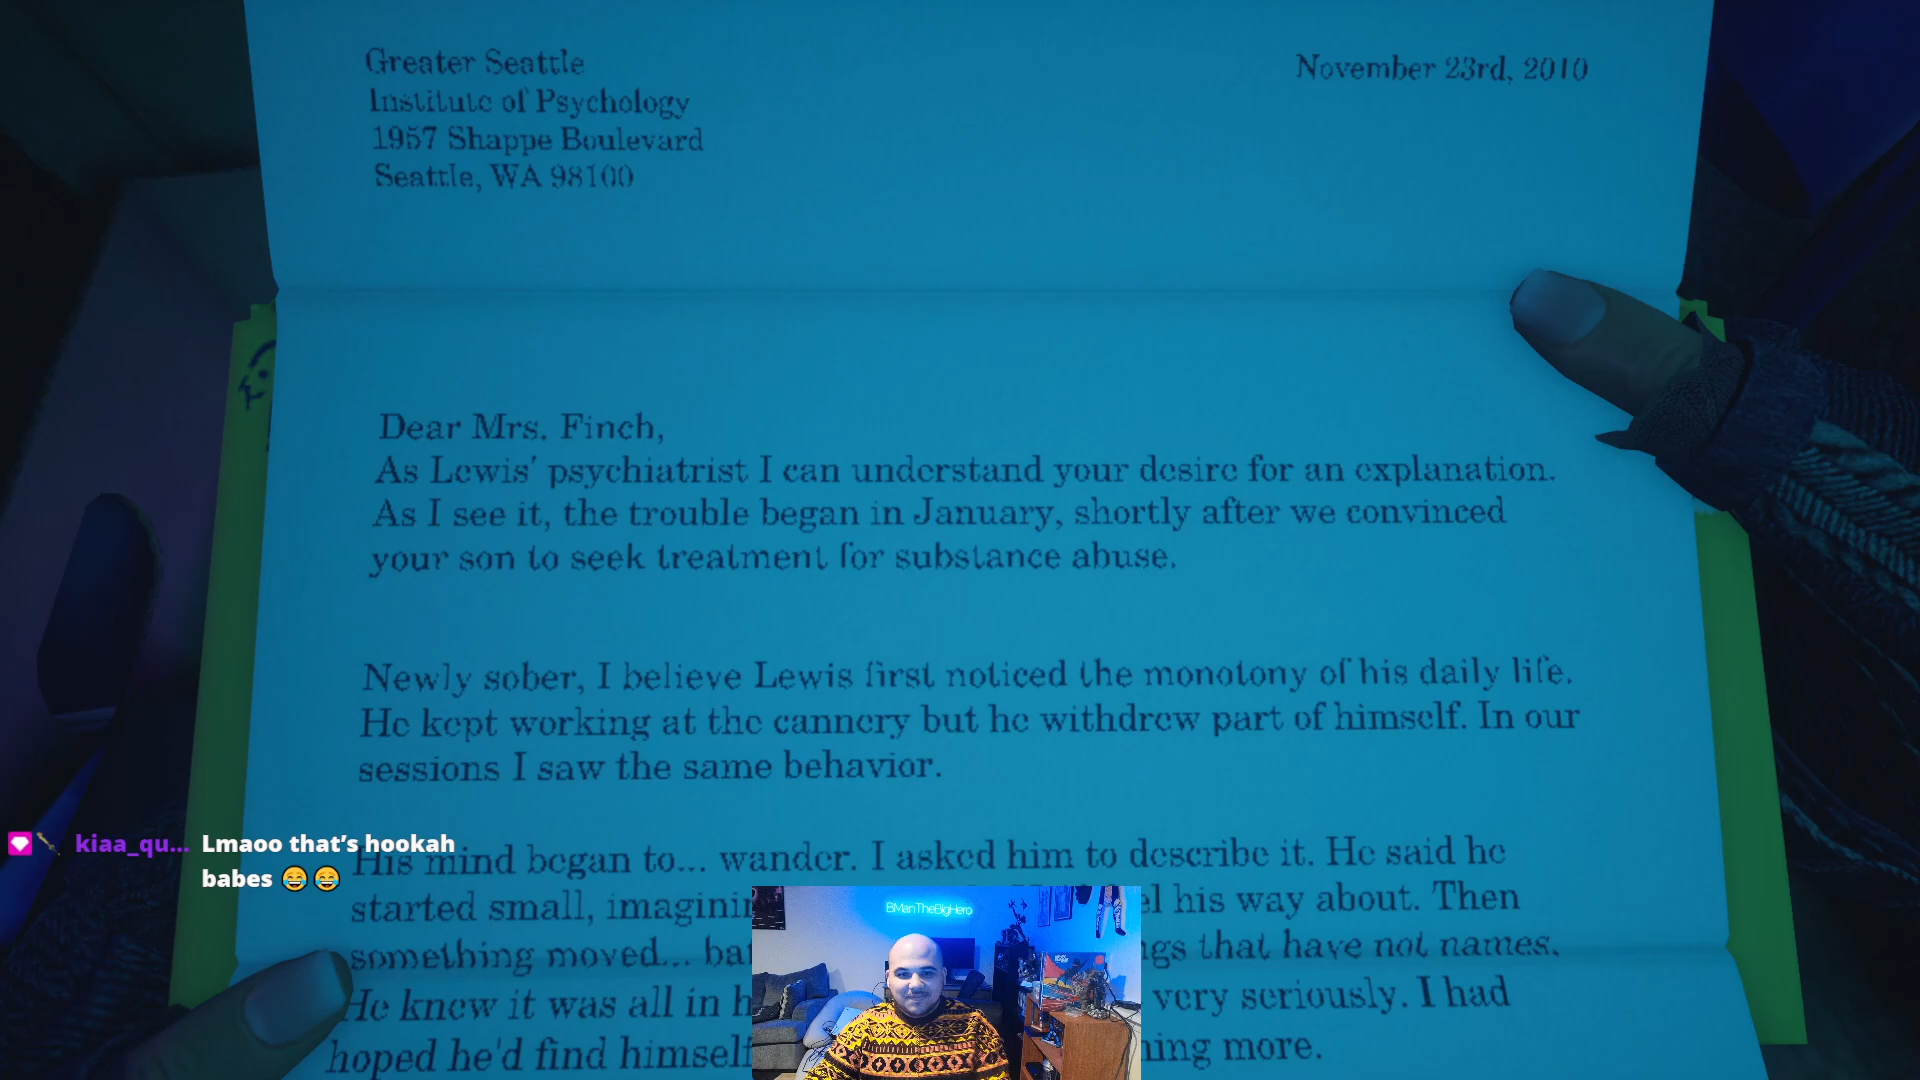 Greater Seattle
Institute of Psychology
1957 Shappe Boulevard
Seattle, WA 98100
November 23rd, 2010
Dear Mrs. Finch,
As Lewis' psychiatrist I can understand your desire for an explanation.
As I see it, the trouble began in January, shortly after we convinced
your son to seek treatment for substance abuse.
Newly sober, I believe Lewis first noticed the monotony of his daily life.
He kept working at the cannery but he withdrew part of himself. In our
sessions I saw the same behavior.
His mind began to... wander. I asked him to describe it. He said he
started small, his way about. Then
something moved... that have not names.
He knew it was all in very seriously. I had
hoped he'd find more.
kiaa_qu... Lmaoo that's hookah
babes 😂😂
BManTheBigHero